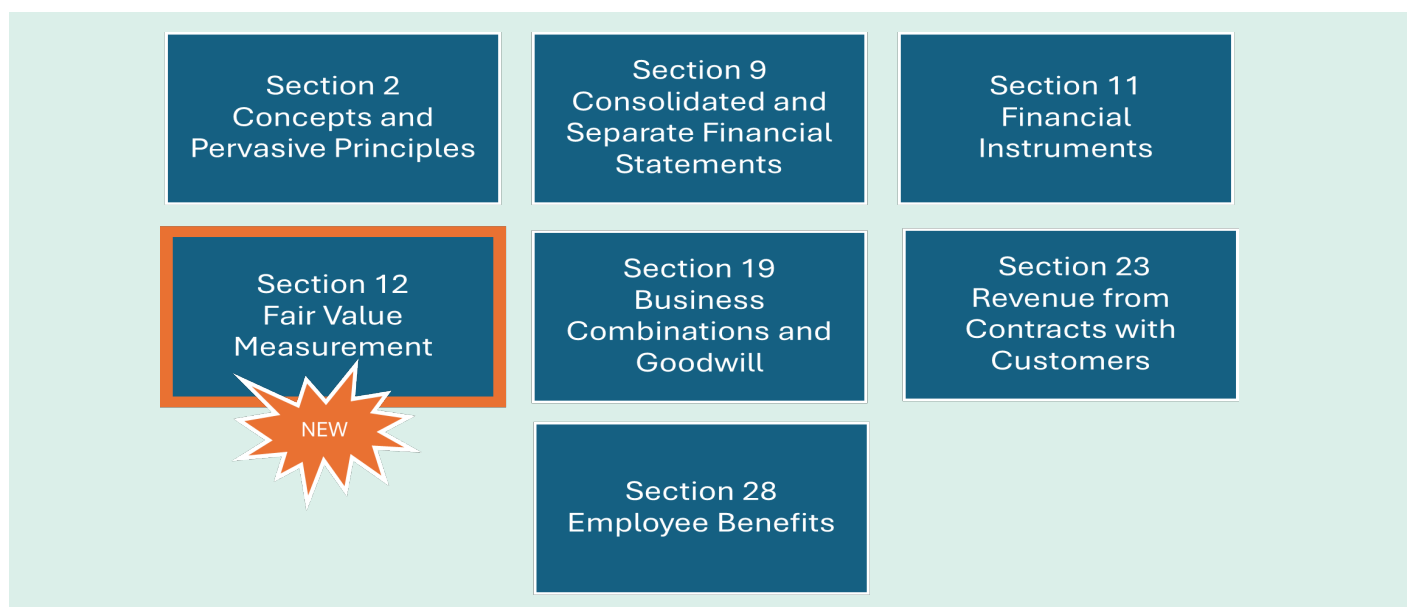 Section 2
Concepts and
Pervasive Principles
Section 9
Consolidated and
Separate Financial
Statements
Section 11
Financial
Instruments
Section 12
Fair Value
Measurement
NEW
Section 19
Business
Combinations and
Goodwill
Section 23
Revenue from
Contracts with
Customers
Section 28
Employee Benefits